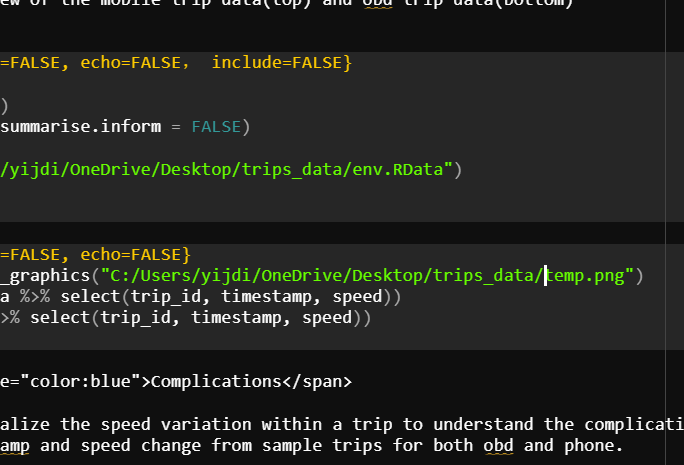 ew of the mobile trip data(top) and obd trip data(bottom)
=FALSE, echo=FALSE， include=FALSE}
)
summarise.inform = FALSE)
/yijdi/OneDrive/Desktop/trips_data/env.RData")
=FALSE, echo=FALSE}
_graphics("C:/Users/yijdi/OneDrive/Desktop/trips_data/temp.png")
a %>% select(trip_id, timestamp, speed))
>% select(trip_id, timestamp, speed))
e="color:blue">Complications</span>
alize the speed variation within a trip to understand the complicati
amp and speed change from sample trips for both obd and phone.